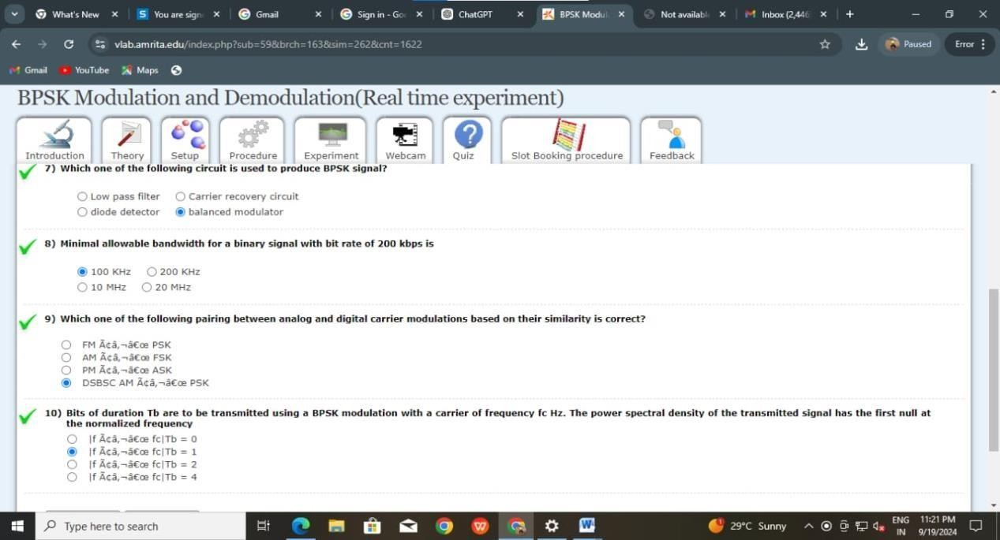 What's New
You are sign
Gmail
Sign in - Goo
ChatGPT
BPSK Modul
Not availabl
Inbox (2,446
vlab.amrita.edu/index.php?sub=59&brch=163&sim=262&cnt=1622
Paused
Error
Gmail
YouTube
Maps
BPSK Modulation and Demodulation(Real time experiment)
Introduction
Theory
Setup
Procedure
Experiment
Webcam
Quiz
Slot Booking procedure
Feedback
7) Which one of the following circuit is used to produce BPSK signal?
Low pass filter Carrier recovery circuit
diode detector balanced modulator
8) Minimal allowable bandwidth for a binary signal with bit rate of 200 kbps is
100 KHz 200 KHz
10 MHz 20 MHz
9) Which one of the following pairing between analog and digital carrier modulations based on their similarity is correct?
FM Ã¢â‚¬â€œ PSK
AM Ã¢â‚¬â€œ FSK
PM Ã¢â‚¬â€œ ASK
DSBSC AM Ã¢â‚¬â€œ PSK
10) Bits of duration Tb are to be transmitted using a BPSK modulation with a carrier of frequency fc Hz. The power spectral density of the transmitted signal has the first null at
the normalized frequency
|f Ã¢â‚¬â€œ fc|Tb = 0
|f Ã¢â‚¬â€œ fc|Tb = 1
|f Ã¢â‚¬â€œ fc|Tb = 2
|f Ã¢â‚¬â€œ fc|Tb = 4
Type here to search
29°C Sunny
ENG
IN
11:21 PM
9/19/2024